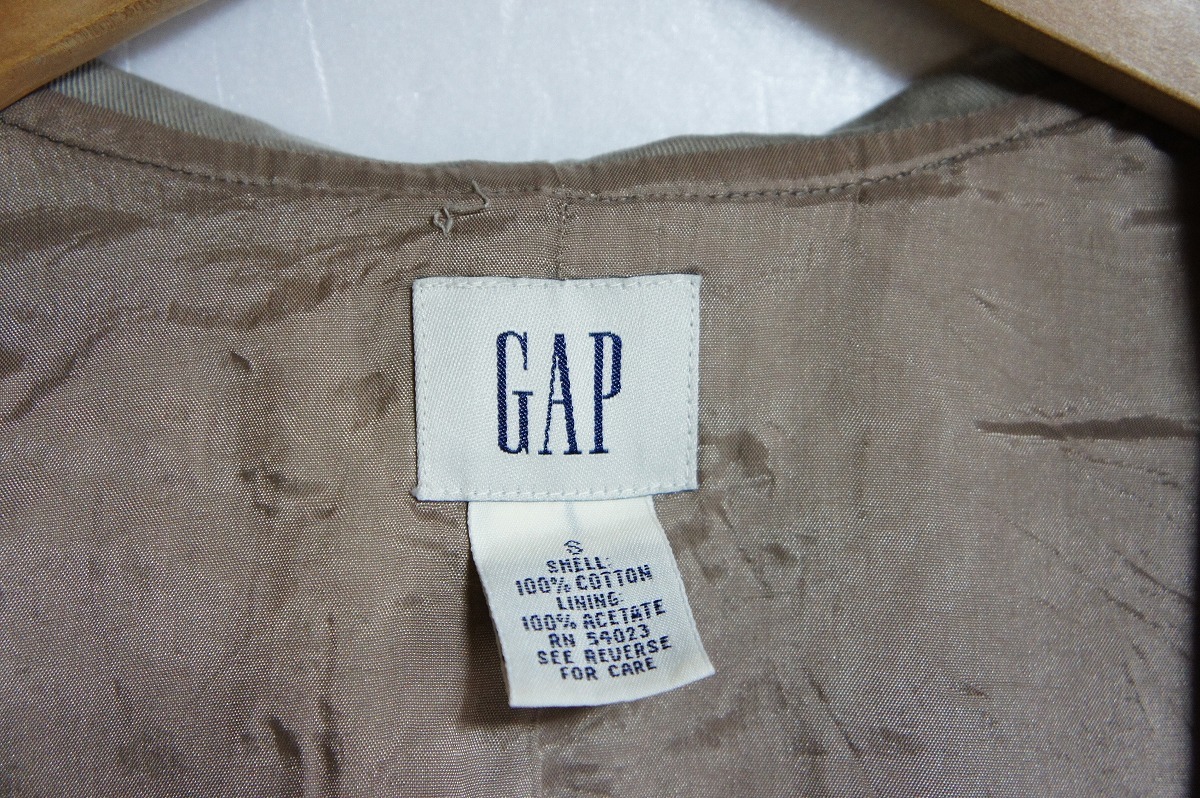 GAP
S
SHELL:
100% COTTON
LINING:
100% ACETATE
RN 54023
SEE REVERSE
FOR CARE